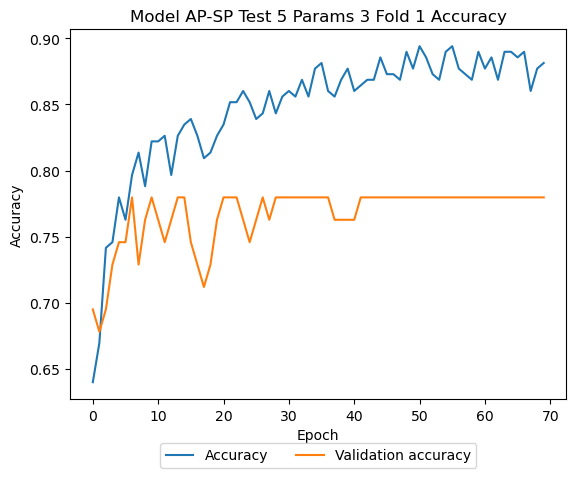 Model AP-SP Test 5 Params 3 Fold 1 Accuracy
0.90
0.85
0.80
0.75
0.70
0.65
Accuracy
0 10 20 30 40 50 60 70
Epoch
Accuracy Validation accuracy